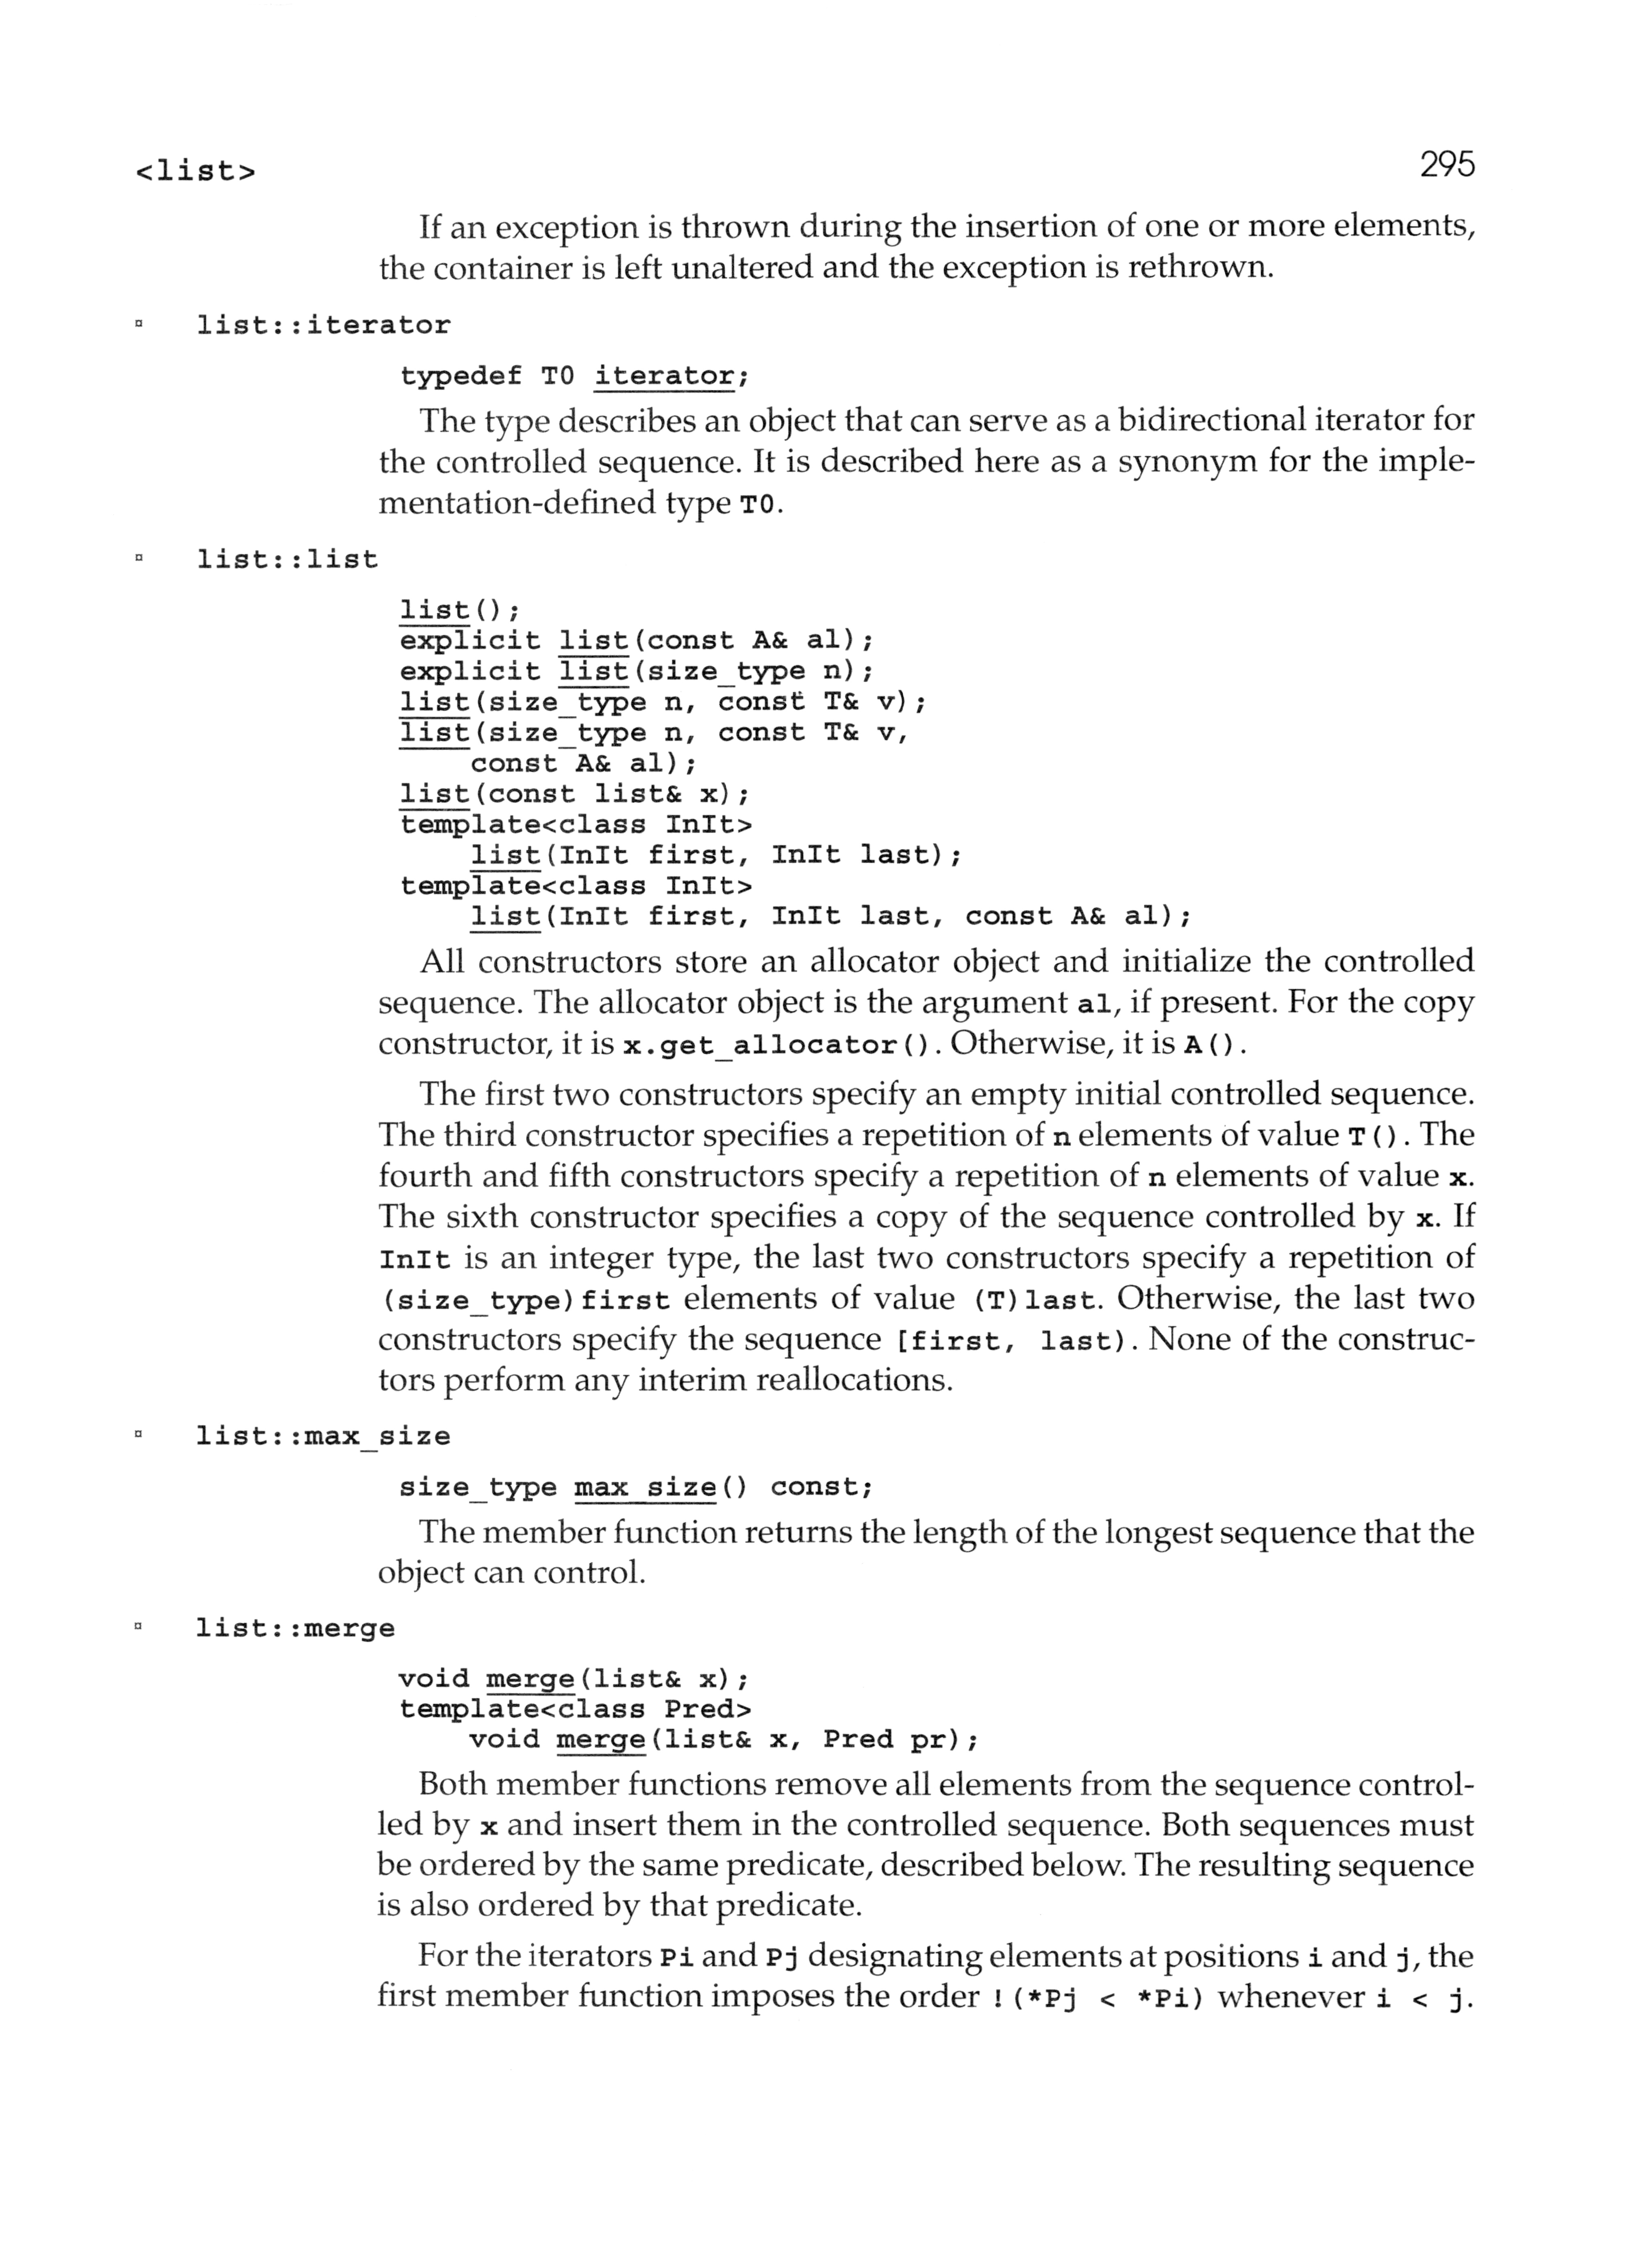 <list>
295
If an exception is thrown during the insertion of one or more elements,
the container is left unaltered and the exception is rethrown.
▫ list::iterator
typedef T0 iterator;
The type describes an object that can serve as a bidirectional iterator for
the controlled sequence. It is described here as a synonym for the imple-
mentation-defined type T0.
▫ list::list
list();
explicit list(const A& al);
explicit list(size_type n);
list(size_type n, const T& v);
list(size_type n, const T& v,
    const A& al);
list(const list& x);
template<class InIt>
    list(InIt first, InIt last);
template<class InIt>
    list(InIt first, InIt last, const A& al);
All constructors store an allocator object and initialize the controlled
sequence. The allocator object is the argument al, if present. For the copy
constructor, it is x.get_allocator(). Otherwise, it is A().
The first two constructors specify an empty initial controlled sequence.
The third constructor specifies a repetition of n elements of value T(). The
fourth and fifth constructors specify a repetition of n elements of value x.
The sixth constructor specifies a copy of the sequence controlled by x. If
InIt is an integer type, the last two constructors specify a repetition of
(size_type)first elements of value (T)last. Otherwise, the last two
constructors specify the sequence [first, last). None of the construc-
tors perform any interim reallocations.
▫ list::max_size
size_type max_size() const;
The member function returns the length of the longest sequence that the
object can control.
▫ list::merge
void merge(list& x);
template<class Pred>
    void merge(list& x, Pred pr);
Both member functions remove all elements from the sequence control-
led by x and insert them in the controlled sequence. Both sequences must
be ordered by the same predicate, described below. The resulting sequence
is also ordered by that predicate.
For the iterators Pi and Pj designating elements at positions i and j, the
first member function imposes the order !(*Pj < *Pi) whenever i < j.